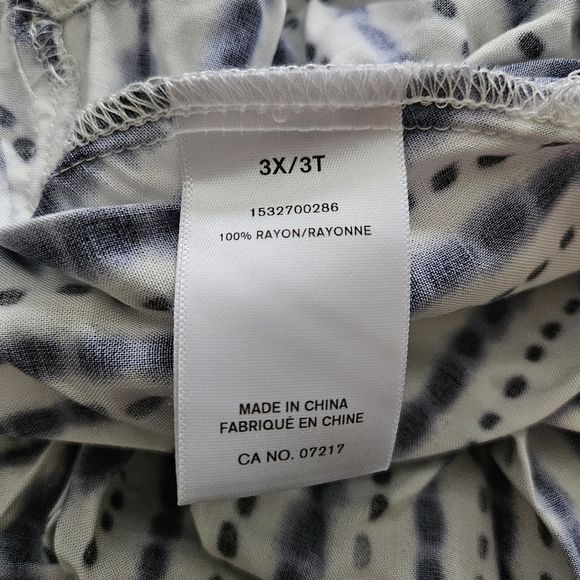 3X/3T
1532700286
100% RAYON/RAYONNE
MADE IN CHINA
FABRIQUÉ EN CHINE
CA NO. 07217